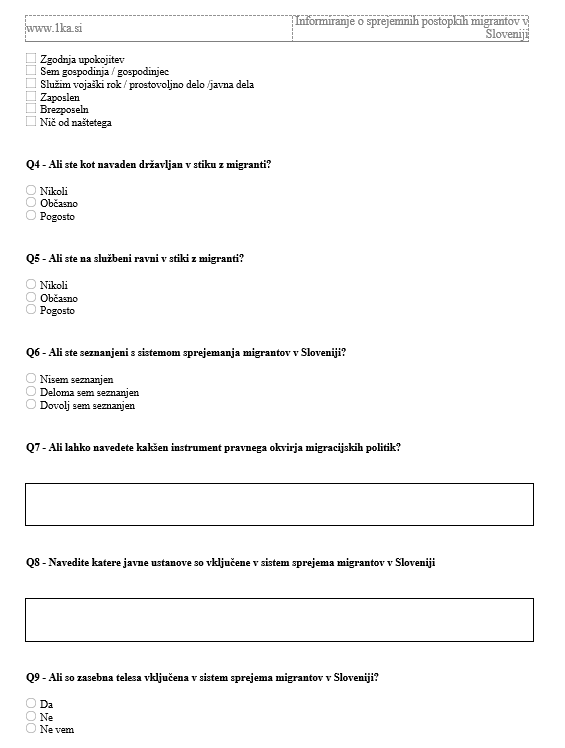 www.1ka.si
Informiranje o sprejemnih postopkih migrantov v
Sloveniji
Zgodnja upokojitev
Sem gospodinja / gospodinjec
Služim vojaški rok / prostovoljno delo /javna dela
Zaposlen
Brezposeln
Nič od naštetega
Q4 - Ali ste kot navaden državljan v stiku z migranti?
Nikoli
Občasno
Pogosto
Q5 - Ali ste na službeni ravni v stiki z migranti?
Nikoli
Občasno
Pogosto
Q6 - Ali ste seznanjeni s sistemom sprejemanja migrantov v Sloveniji?
Nisem seznanjen
Deloma sem seznanjen
Dovolj sem seznanjen
Q7 - Ali lahko navedete kakšen instrument pravnega okvirja migracijskih politik?
Q8 - Navedite katere javne ustanove so vključene v sistem sprejema migrantov v Sloveniji
Q9 - Ali so zasebna telesa vključena v sistem sprejema migrantov v Sloveniji?
Da
Ne
Ne vem